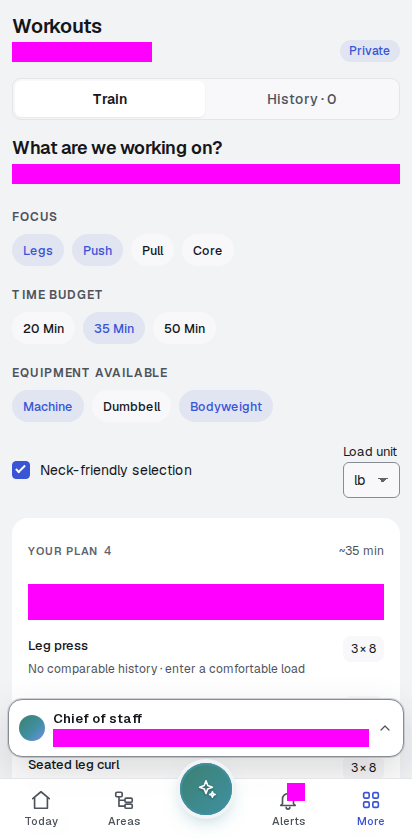 Workouts
Private
Train
History · 0
What are we working on?
FOCUS
Legs
Push
Pull
Core
TIME BUDGET
20 Min
35 Min
50 Min
EQUIPMENT AVAILABLE
Machine
Dumbbell
Bodyweight
Load unit
Neck-friendly selection
lb
YOUR PLAN 4
~35 min
Leg press
3 × 8
No comparable history · enter a comfortable load
Chief of staff
Seated leg curl
3 × 8
Today
Areas
Alerts
More